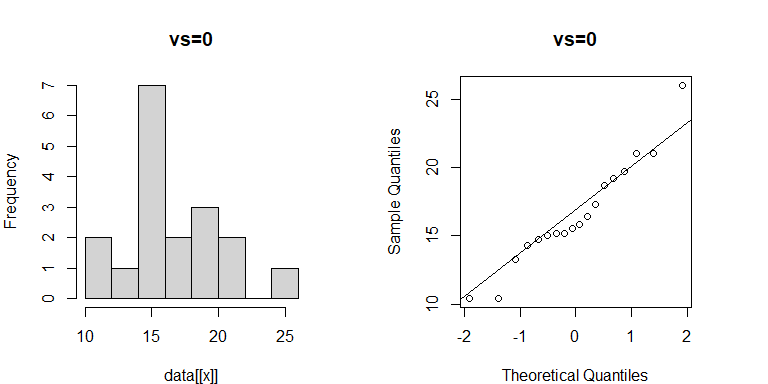 vs=0
Frequency
7
6
5
4
3
2
1
0
10 15 20 25
data[[x]]
vs=0
Sample Quantiles
25
20
15
10
-2 -1 0 1 2
Theoretical Quantiles